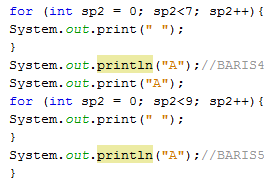 for (int sp2 = 0; sp2<7; sp2++){
System.out.print(" ");
}
System.out.println("A");//BARIS4
System.out.print("A");
for (int sp2 = 0; sp2<9; sp2++){
System.out.print(" ");
}
System.out.println("A");//BARIS5
}